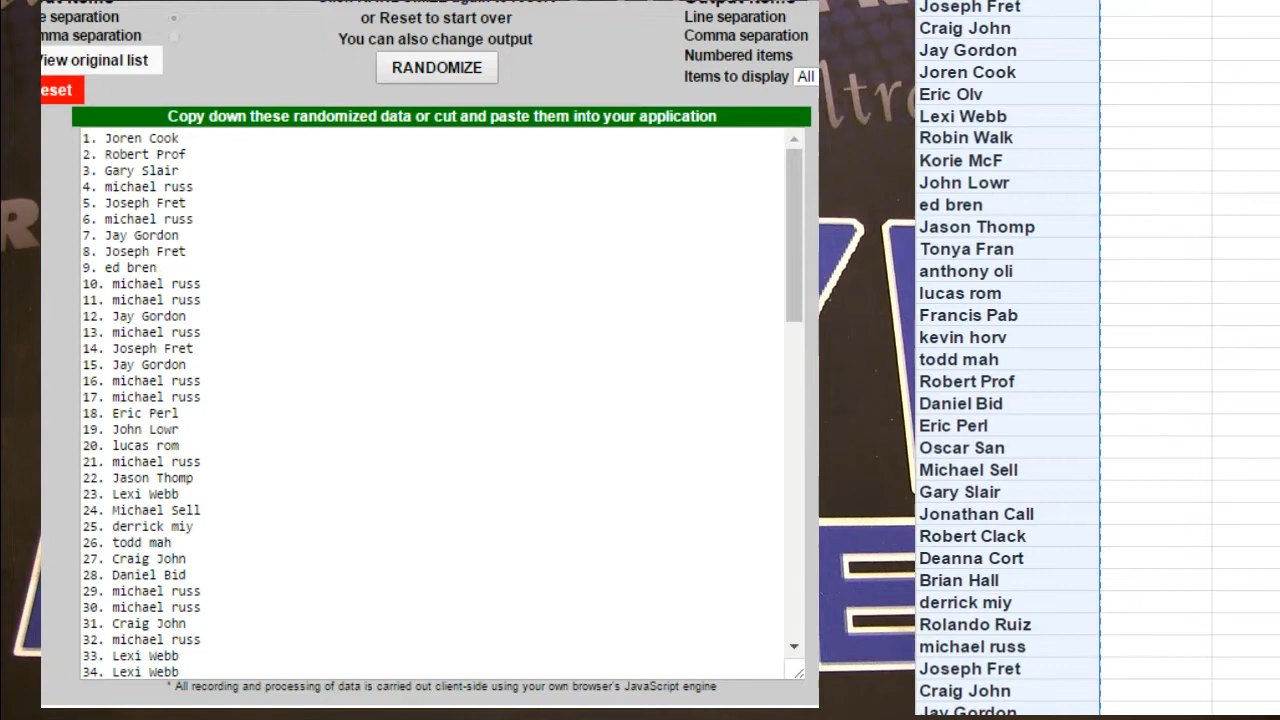 line separation
mma separation
View original list
eset
or Reset to start over
You can also change output
RANDOMIZE
Line separation
Comma separation
Numbered items
Items to display All
Copy down these randomized data or cut and paste them into your application
1. Joren Cook
2. Robert Prof
3. Gary Slair
4. michael russ
5. Joseph Fret
6. michael russ
7. Jay Gordon
8. Joseph Fret
9. ed bren
10. michael russ
11. michael russ
12. Jay Gordon
13. michael russ
14. Joseph Fret
15. Jay Gordon
16. michael russ
17. michael russ
18. Eric Perl
19. John Lowr
20. lucas rom
21. michael russ
22. Jason Thomp
23. Lexi Webb
24. Michael Sell
25. derrick miy
26. todd mah
27. Craig John
28. Daniel Bid
29. michael russ
30. michael russ
31. Craig John
32. michael russ
33. Lexi Webb
34. Lexi Webb
* All recording and processing of data is carried out client-side using your own browser's JavaScript engine
Joseph Fret
Craig John
Jay Gordon
Joren Cook
Eric Olv
Lexi Webb
Robin Walk
Korie McF
John Lowr
ed bren
Jason Thomp
Tonya Fran
anthony oli
lucas rom
Francis Pab
kevin horv
todd mah
Robert Prof
Daniel Bid
Eric Perl
Oscar San
Michael Sell
Gary Slair
Jonathan Call
Robert Clack
Deanna Cort
Brian Hall
derrick miy
Rolando Ruiz
michael russ
Joseph Fret
Craig John
Jay Gordon